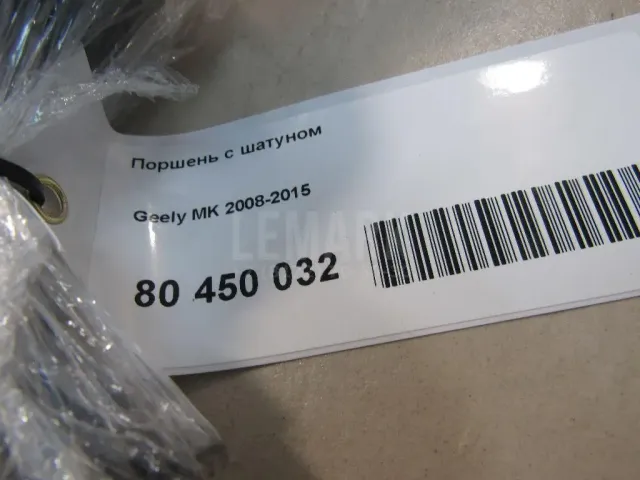 Поршень с шатуном
Geely MK 2008-2015
80 450 032